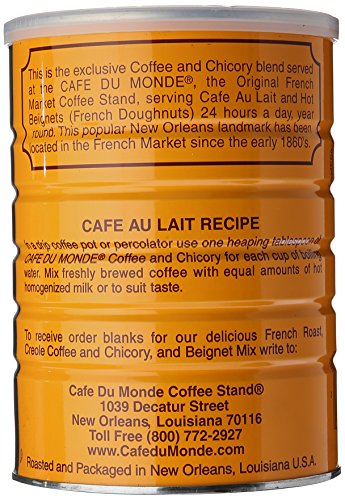 This is the exclusive Coffee and Chicory blend served
at the CAFE DU MONDE®, the Original French
Market Coffee Stand, serving Cafe Au Lait and Hot
Beignets (French Doughnuts) 24 hours a day, year
round. This popular New Orleans landmark has been
located in the French Market since the early 1860's.
CAFE AU LAIT RECIPE
In a drip coffee pot or percolator use one heaping tablespoon of
CAFE DU MONDE® Coffee and Chicory for each cup of boiling
water. Mix freshly brewed coffee with equal amounts of hot
homogenized milk or to suit taste.
To receive order blanks for our delicious French Roast,
Creole Coffee and Chicory, and Beignet Mix write to:
Cafe Du Monde Coffee Stand®
1039 Decatur Street
New Orleans, Louisiana 70116
Toll Free (800) 772-2927
www.CafeduMonde.com
Roasted and Packaged in New Orleans, Louisiana U.S.A.